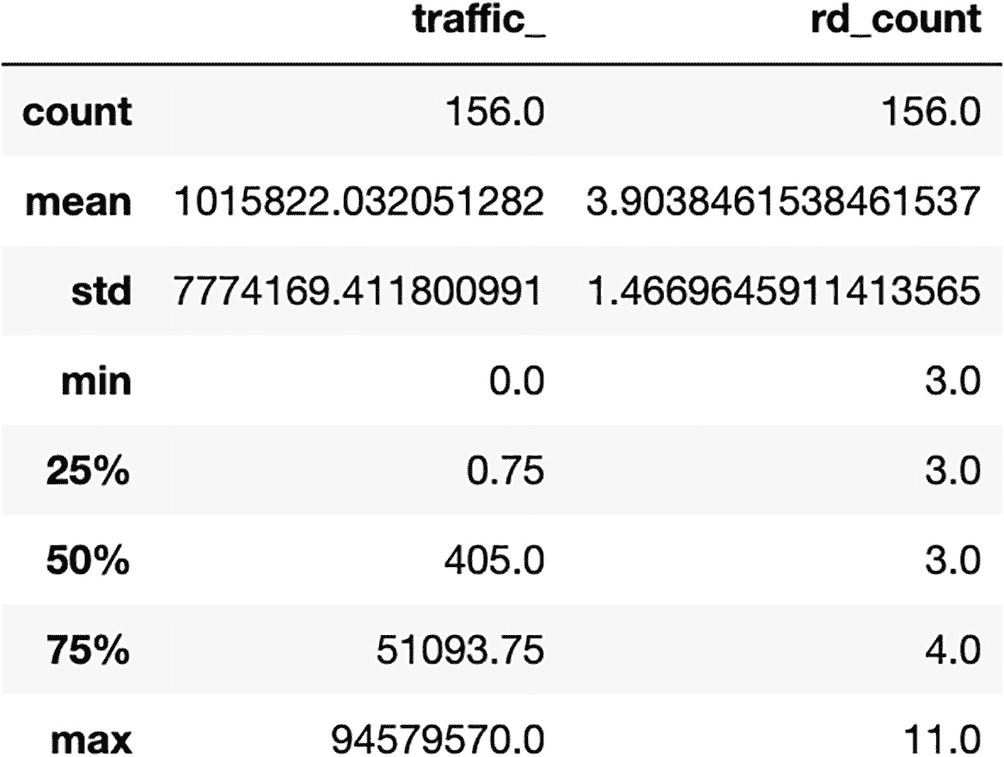 traffic_ rd_count
count 156.0 156.0
mean 1015822.032051282 3.9038461538461537
std 7774169.411800991 1.4669645911413565
min 0.0 3.0
25% 0.75 3.0
50% 405.0 3.0
75% 51093.75 4.0
max 94579570.0 11.0